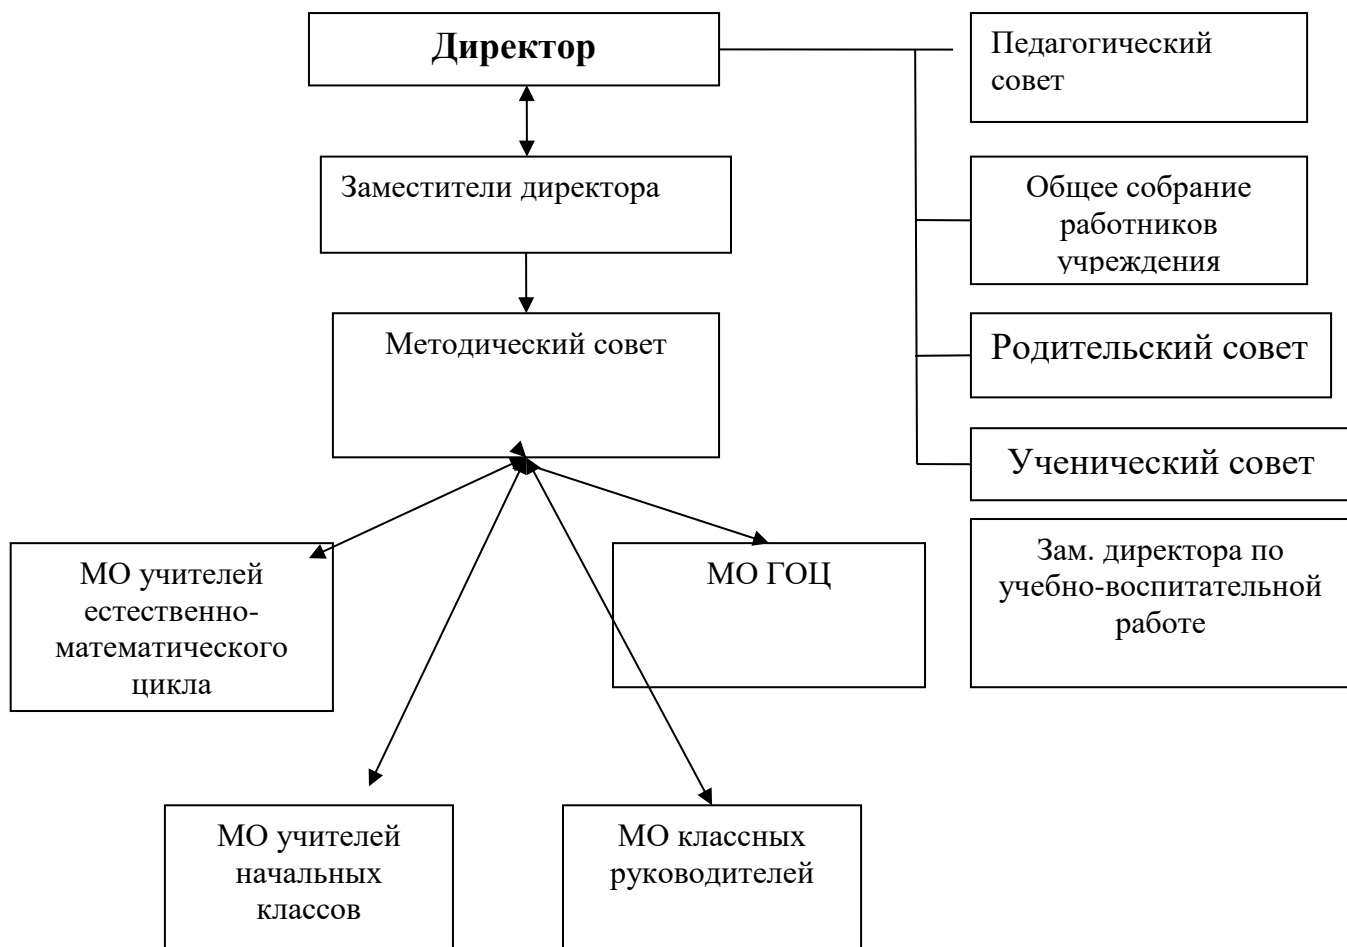 Директор
Педагогический
совет
Заместители директора
Общее собрание
работников
учреждения
Методический совет
Родительский совет
Ученический совет
МО учителей
естественно-
математического
цикла
МО ГОЦ
Зам. директора по
учебно-воспитательной
работе
МО учителей
начальных
классов
МО классных
руководителей